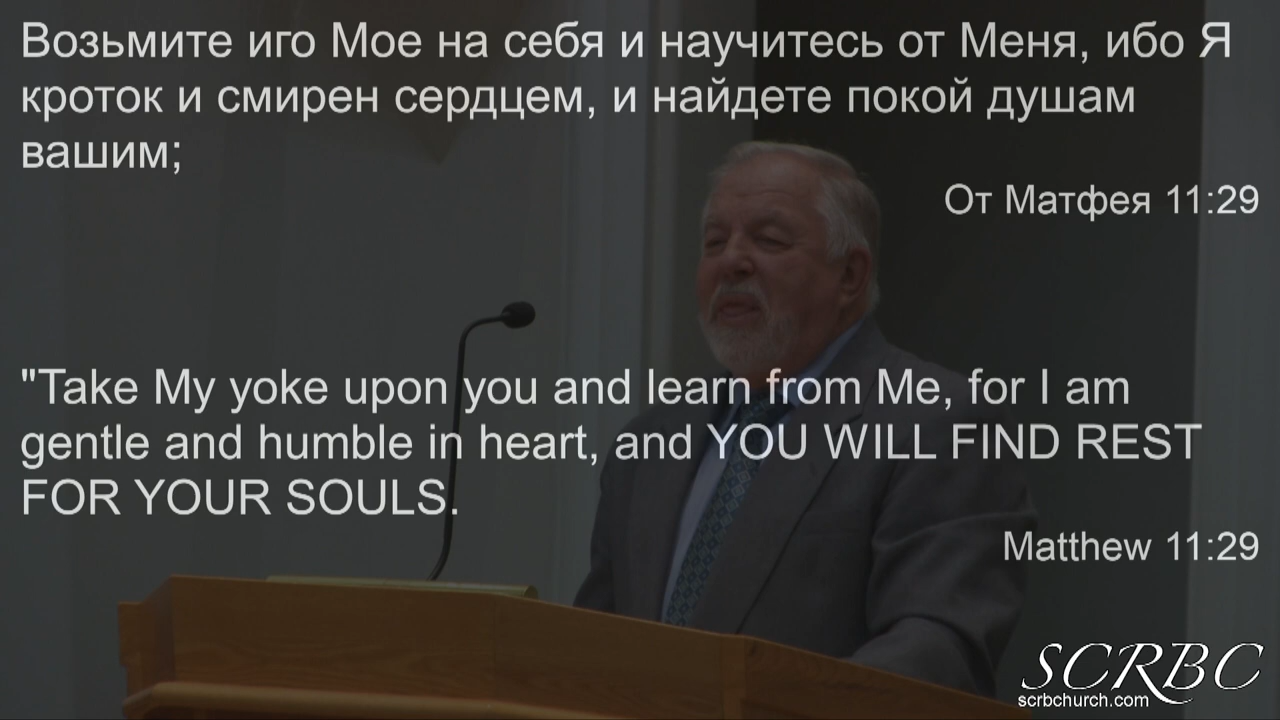 Возьмите иго Мое на себя и научитесь от Меня, ибо Я
кроток и смирен сердцем, и найдете покой душам
вашим;
От Матфея 11:29
"Take My yoke upon you and learn from Me, for I am
gentle and humble in heart, and YOU WILL FIND REST
FOR YOUR SOULS.
Matthew 11:29
SCRBC
scrbchurch.com